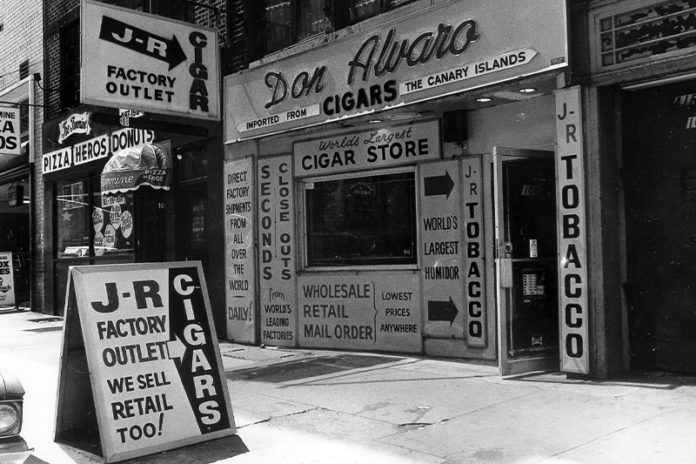 J-R
CIGAR
FACTORY
OUTLET
Don Alvaro
IMPORTED FROM
CIGARS
THE CANARY ISLANDS
World's Largest
CIGAR STORE
PIZZA HEROS DONUTS
PIZZA
HEROS
DIRECT
FACTORY
SHIPMENTS
FROM
ALL
OVER
THE
WORLD
DAILY!
SECONDS
CLOSE OUTS
from
WORLD'S
LEADING
FACTORIES
WHOLESALE
RETAIL
MAIL ORDER
LOWEST
PRICES
ANYWHERE
WORLD'S
LARGEST
HUMIDOR
J-R
TOBACCO
J-R
TOBACCO
J-R
FACTORY
OUTLET!
WE SELL
RETAIL
TOO!
CIGARS